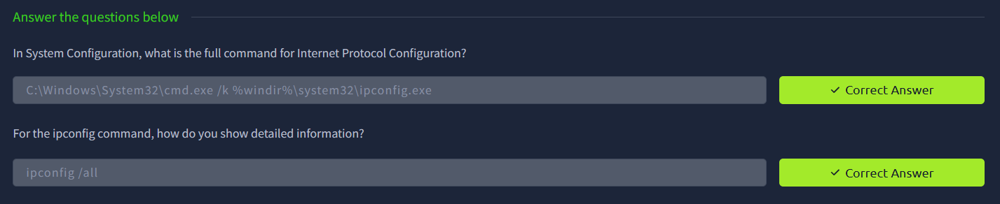 Answer the questions below
In System Configuration, what is the full command for Internet Protocol Configuration?
C:\Windows\System32\cmd.exe /k %windir%\system32\ipconfig.exe
✓ Correct Answer
For the ipconfig command, how do you show detailed information?
ipconfig /all
✓ Correct Answer